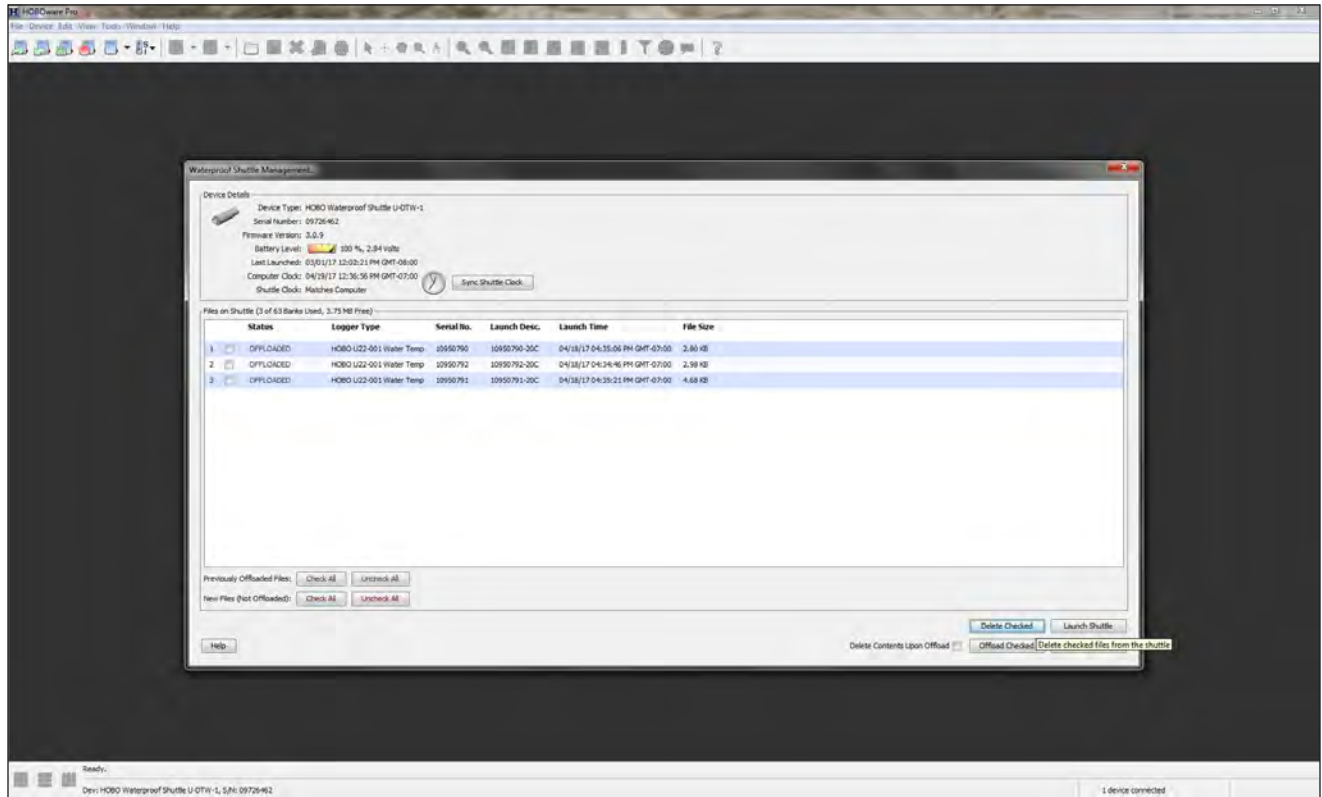 HOBOware Pro
File Device Edit View Tools Window Help
Waterproof Shuttle Management...
Device Details
Device Type: HOBO Waterproof Shuttle U-DTW-1
Serial Number: 09726462
Firmware Version: 3.0.9
Battery Level: 100 %, 2.84 volts
Last Launched: 03/01/17 12:02:21 PM GMT-08:00
Computer Clock: 04/19/17 12:36:56 PM GMT-07:00
Shuttle Clock: Matches Computer
Sync Shuttle Clock
Files on Shuttle (3 of 63 Banks Used, 3.75 MB Free)
Status Logger Type Serial No. Launch Desc. Launch Time File Size
1 OFFLOADED HOBO U22-001 Water Temp 10950790 10950790-20C 04/18/17 04:35:06 PM GMT-07:00 2.80 KB
2 OFFLOADED HOBO U22-001 Water Temp 10950792 10950792-20C 04/18/17 04:34:46 PM GMT-07:00 2.98 KB
3 OFFLOADED HOBO U22-001 Water Temp 10950791 10950791-20C 04/18/17 04:35:21 PM GMT-07:00 4.68 KB
Previously Offloaded Files: Check All Uncheck All
New Files (Not Offloaded): Check All Uncheck All
Delete Checked Launch Shuttle
Help Delete Contents Upon Offload Offload Checked Delete checked files from the shuttle
Ready.
Dev: HOBO Waterproof Shuttle U-DTW-1, S/N: 09726462
1 device connected